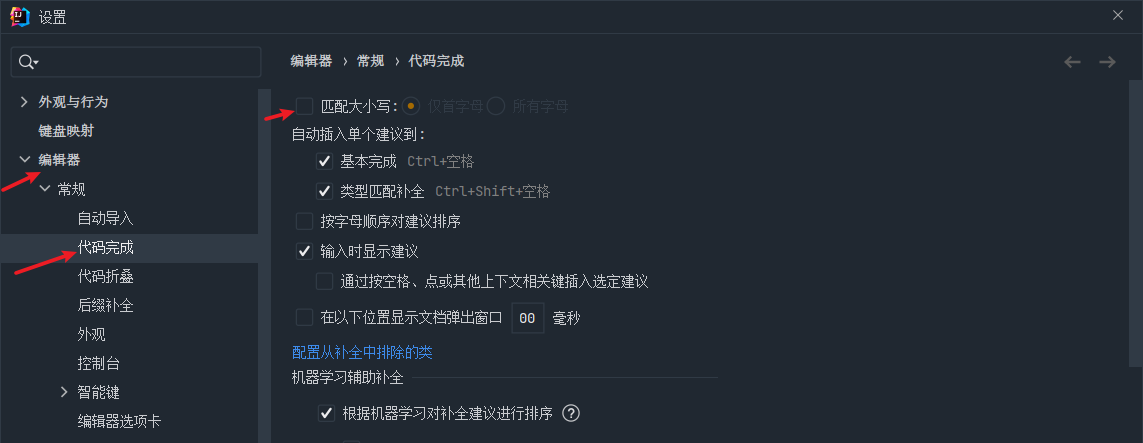 设置
外观与行为
键盘映射
编辑器
常规
自动导入
代码完成
代码折叠
后缀补全
外观
控制台
智能键
编辑器选项卡
编辑器 › 常规 › 代码完成
匹配大小写: 仅首字母 所有字母
自动插入单个建议到:
基本完成 Ctrl+空格
类型匹配补全 Ctrl+Shift+空格
按字母顺序对建议排序
输入时显示建议
通过按空格、点或其他上下文相关键插入选定建议
在以下位置显示文档弹出窗口 00 毫秒
配置从补全中排除的类
机器学习辅助补全
根据机器学习对补全建议进行排序 ?